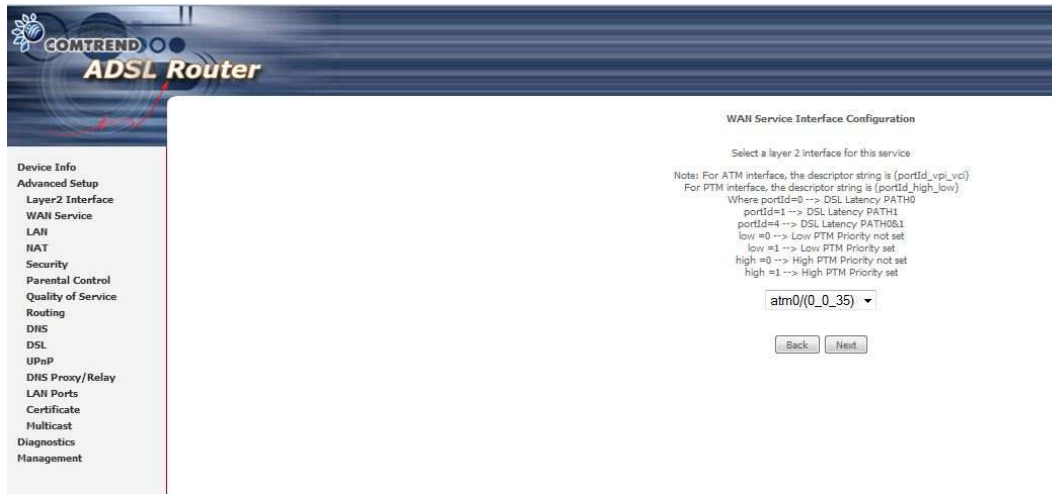 COMTREND
ADSL Router
Device Info
Advanced Setup
Layer2 Interface
WAN Service
LAN
NAT
Security
Parental Control
Quality of Service
Routing
DNS
DSL
UPnP
DNS Proxy/Relay
LAN Ports
Certificate
Multicast
Diagnostics
Management
WAN Service Interface Configuration
Select a layer 2 interface for this service
Note: For ATM interface, the descriptor string is (portId_vpi_vci)
For PTM interface, the descriptor string is (portId_high_low)
Where portId=0 --> DSL Latency PATH0
portId=1 --> DSL Latency PATH1
portId=4 --> DSL Latency PATH0&1
low =0 --> Low PTM Priority not set
low =1 --> Low PTM Priority set
high =0 --> High PTM Priority not set
high =1 --> High PTM Priority set
atm0/(0_0_35)
Back Next